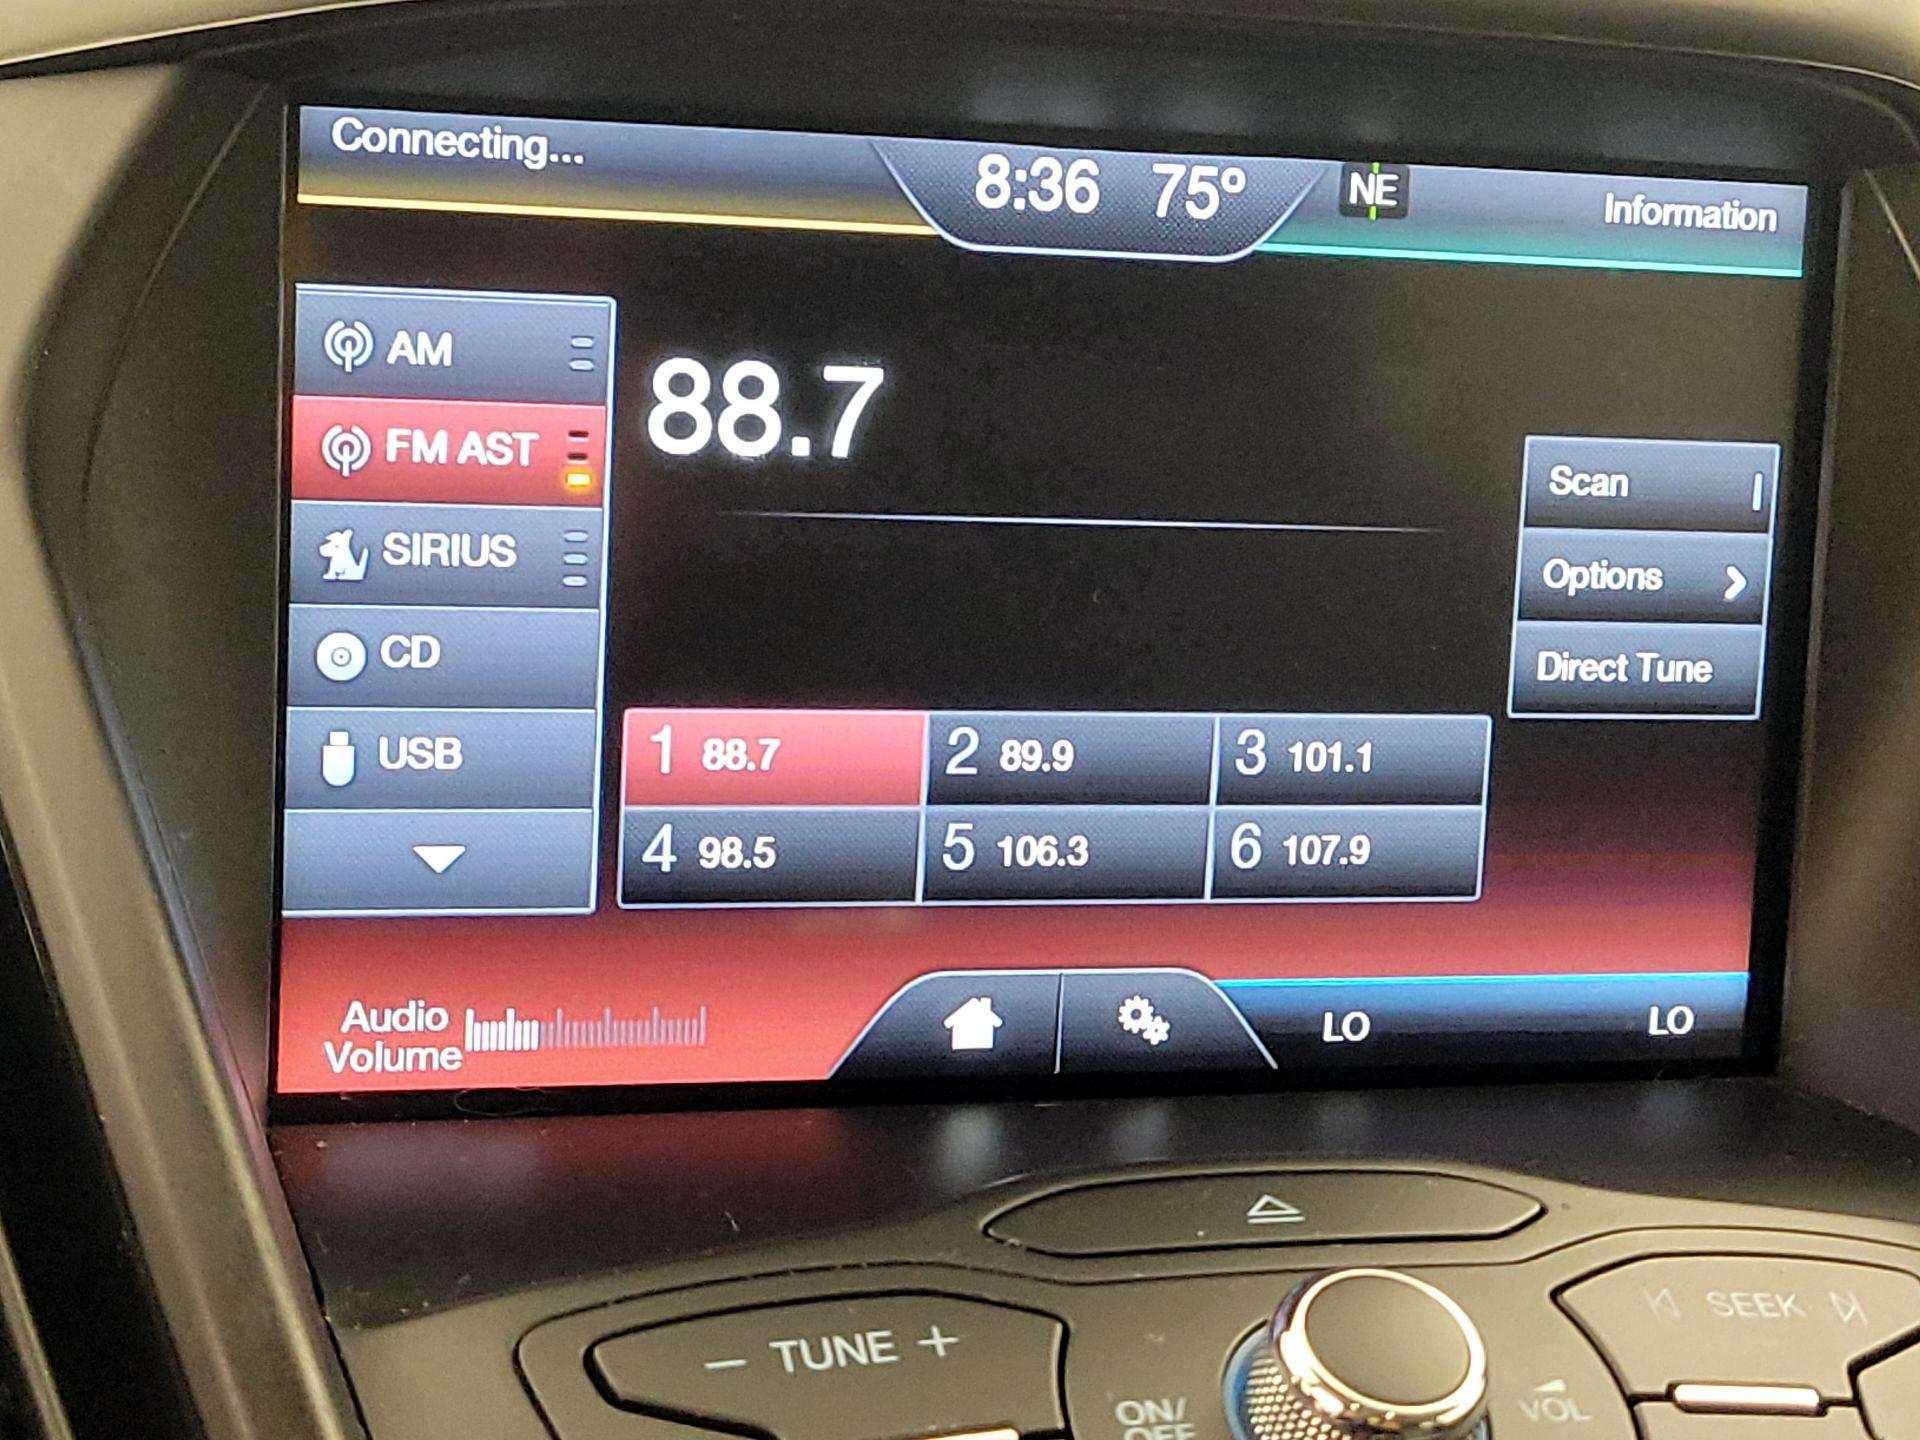 Connecting...
8:36 75º
NE
Information
AM
FM AST
SIRIUS
CD
USB
88.7
Scan
Options
Direct Tune
1 88.7
2 89.9
3 101.1
4 98.5
5 106.3
6 107.9
Audio
Volume
LO
LO
– TUNE +
ON/
OFF
VOL
SEEK